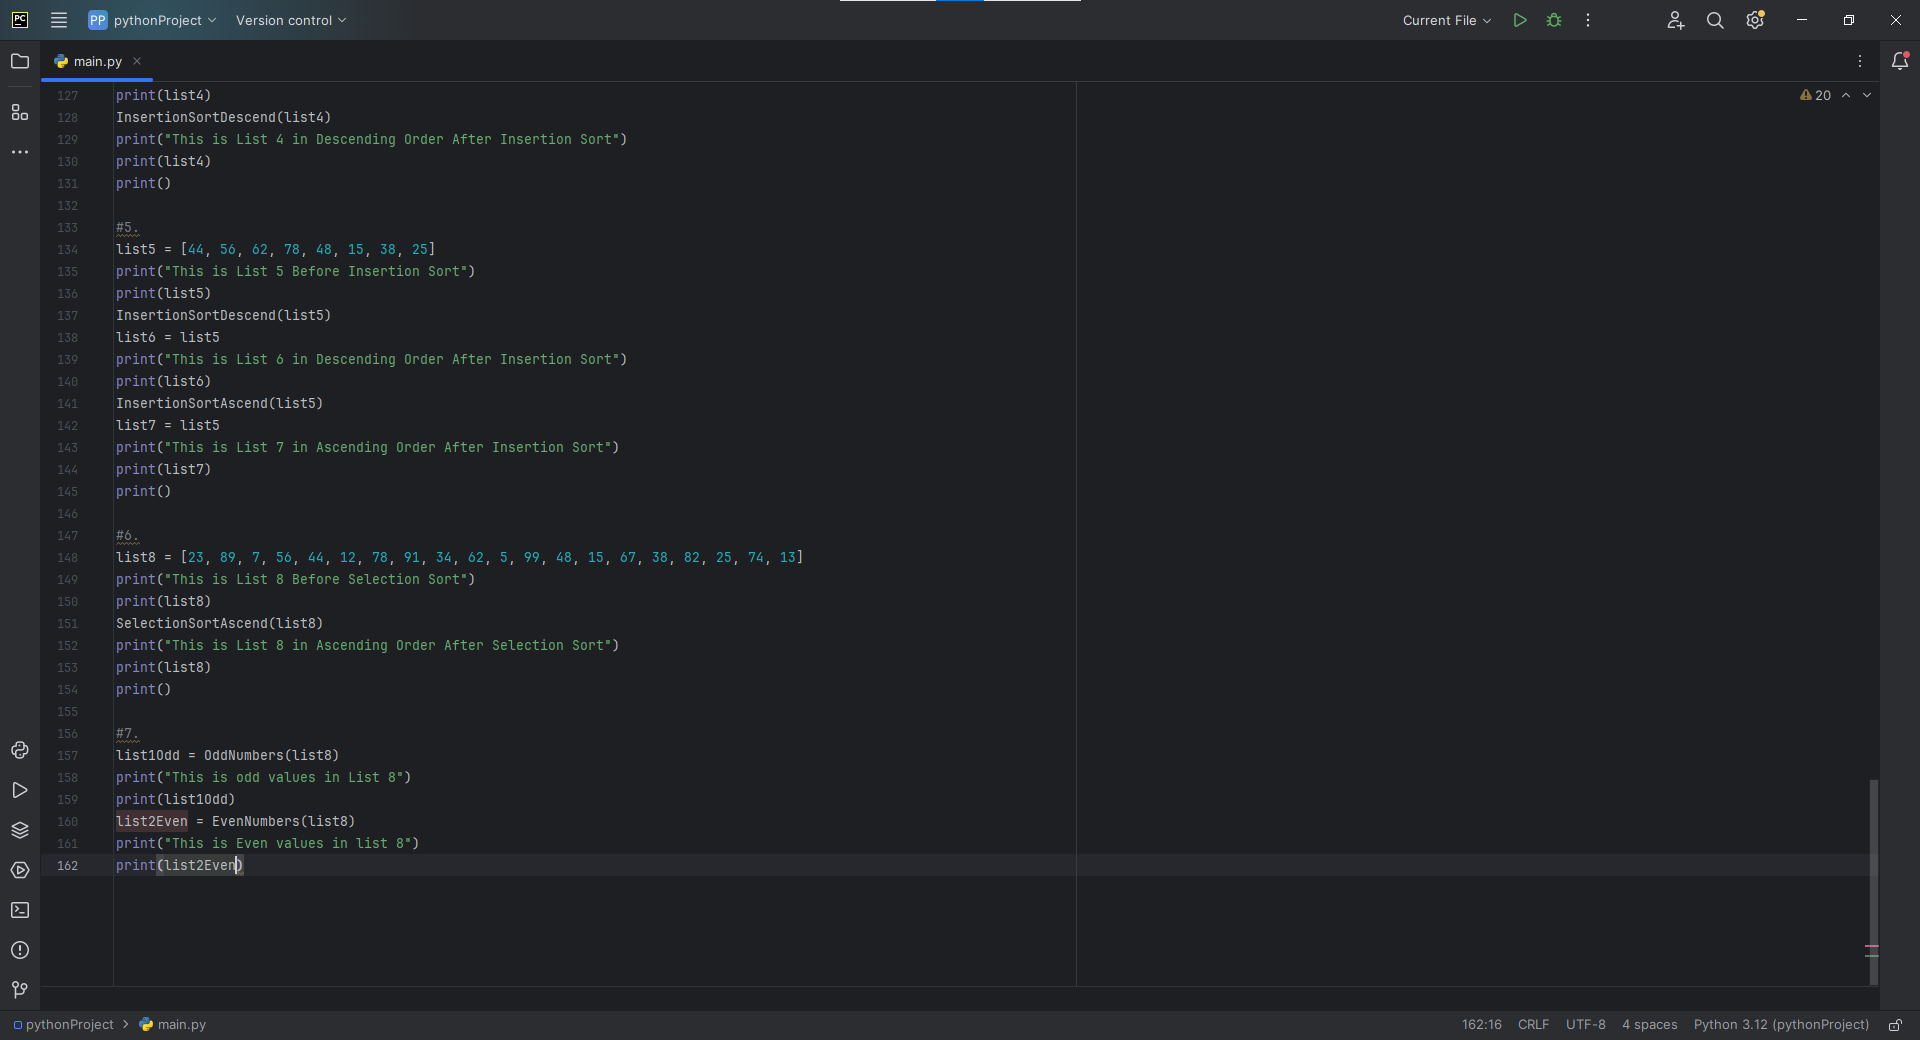 PC PP pythonProject Version control Current File
main.py
20
127 print(list4)
128 InsertionSortDescend(list4)
129 print("This is List 4 in Descending Order After Insertion Sort")
130 print(list4)
131 print()
132
133 #5.
134 list5 = [44, 56, 62, 78, 48, 15, 38, 25]
135 print("This is List 5 Before Insertion Sort")
136 print(list5)
137 InsertionSortDescend(list5)
138 list6 = list5
139 print("This is List 6 in Descending Order After Insertion Sort")
140 print(list6)
141 InsertionSortAscend(list5)
142 list7 = list5
143 print("This is List 7 in Ascending Order After Insertion Sort")
144 print(list7)
145 print()
146
147 #6.
148 list8 = [23, 89, 7, 56, 44, 12, 78, 91, 34, 62, 5, 99, 48, 15, 67, 38, 82, 25, 74, 13]
149 print("This is List 8 Before Selection Sort")
150 print(list8)
151 SelectionSortAscend(list8)
152 print("This is List 8 in Ascending Order After Selection Sort")
153 print(list8)
154 print()
155
156 #7.
157 list1Odd = OddNumbers(list8)
158 print("This is odd values in List 8")
159 print(list1Odd)
160 list2Even = EvenNumbers(list8)
161 print("This is Even values in list 8")
162 print(list2Even)
pythonProject > main.py 162:16 CRLF UTF-8 4 spaces Python 3.12 (pythonProject)